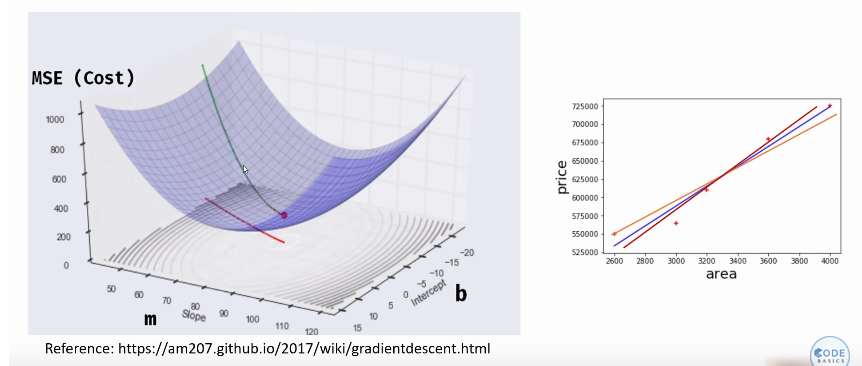 MSE (Cost)
1000
800
600
400
200
0
50
60
70
80
90
100
110
120
Slope
m
15
10
5
0
-5
-10
-15
-20
Intercept
b
725000
700000
675000
650000
625000
600000
575000
550000
525000
price
2600 2800 3000 3200 3400 3600 3800 4000
area
Reference: https://am207.github.io/2017/wiki/gradientdescent.html
CODE
BASICS